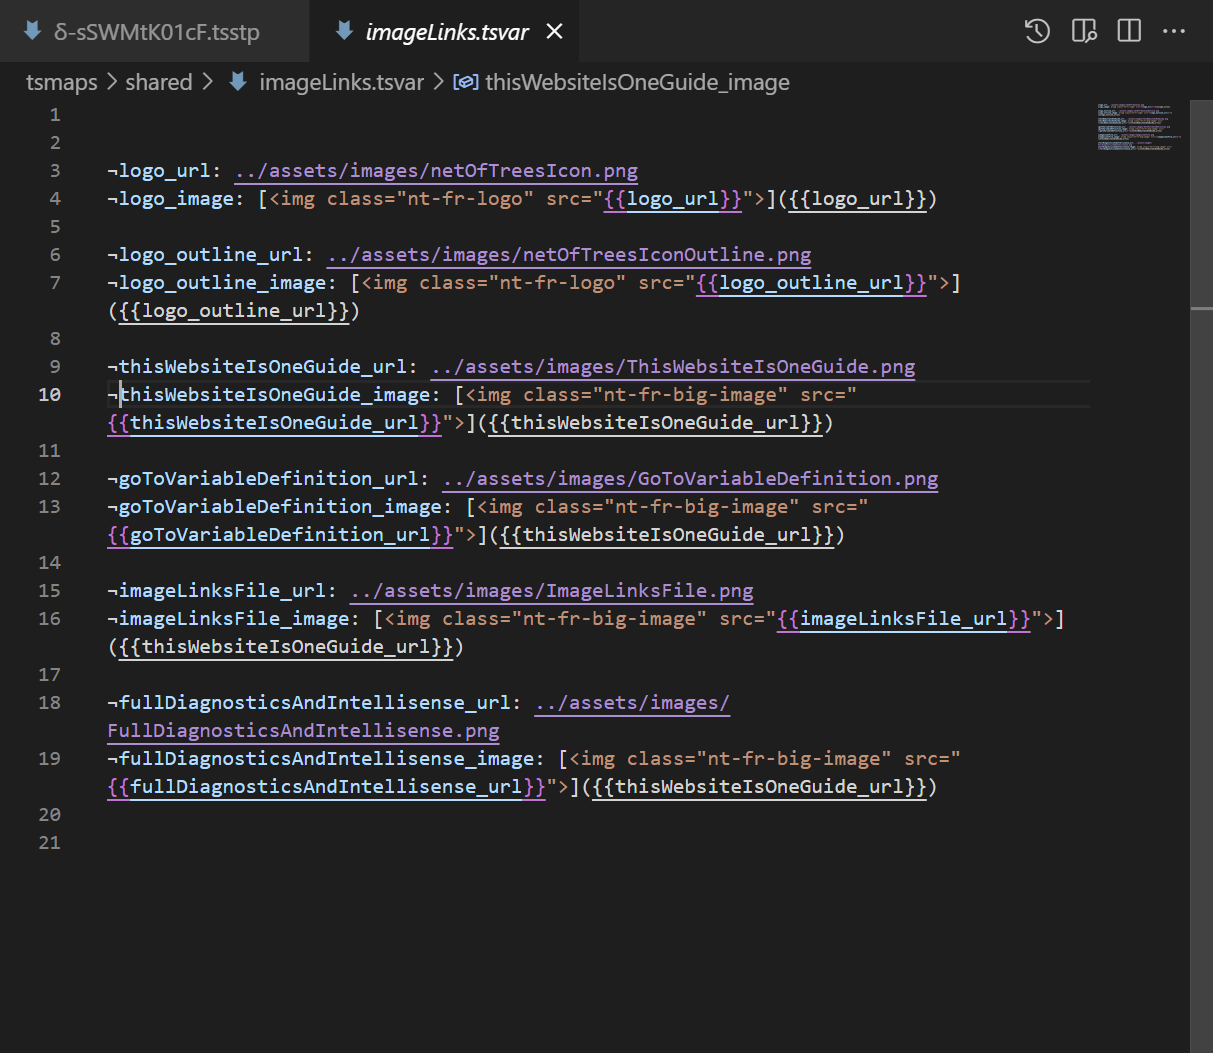 δ-sSWMtK01cF.tsstp
imageLinks.tsvar
tsmaps > shared > imageLinks.tsvar > thisWebsiteIsOneGuide_image
1
2
3 ¬logo_url: ../assets/images/netOfTreesIcon.png
4 ¬logo_image: [<img class="nt-fr-logo" src="{{logo_url}}">]({{logo_url}})
5
6 ¬logo_outline_url: ../assets/images/netOfTreesIconOutline.png
7 ¬logo_outline_image: [<img class="nt-fr-logo" src="{{logo_outline_url}}">]
({{logo_outline_url}})
8
9 ¬thisWebsiteIsOneGuide_url: ../assets/images/ThisWebsiteIsOneGuide.png
10 ¬thisWebsiteIsOneGuide_image: [<img class="nt-fr-big-image" src="
{{thisWebsiteIsOneGuide_url}}">]({{thisWebsiteIsOneGuide_url}})
11
12 ¬goToVariableDefinition_url: ../assets/images/GoToVariableDefinition.png
13 ¬goToVariableDefinition_image: [<img class="nt-fr-big-image" src="
{{goToVariableDefinition_url}}">]({{thisWebsiteIsOneGuide_url}})
14
15 ¬imageLinksFile_url: ../assets/images/ImageLinksFile.png
16 ¬imageLinksFile_image: [<img class="nt-fr-big-image" src="{{imageLinksFile_url}}">]
({{thisWebsiteIsOneGuide_url}})
17
18 ¬fullDiagnosticsAndIntellisense_url: ../assets/images/
FullDiagnosticsAndIntellisense.png
19 ¬fullDiagnosticsAndIntellisense_image: [<img class="nt-fr-big-image" src="
{{fullDiagnosticsAndIntellisense_url}}">]({{thisWebsiteIsOneGuide_url}})
20
21